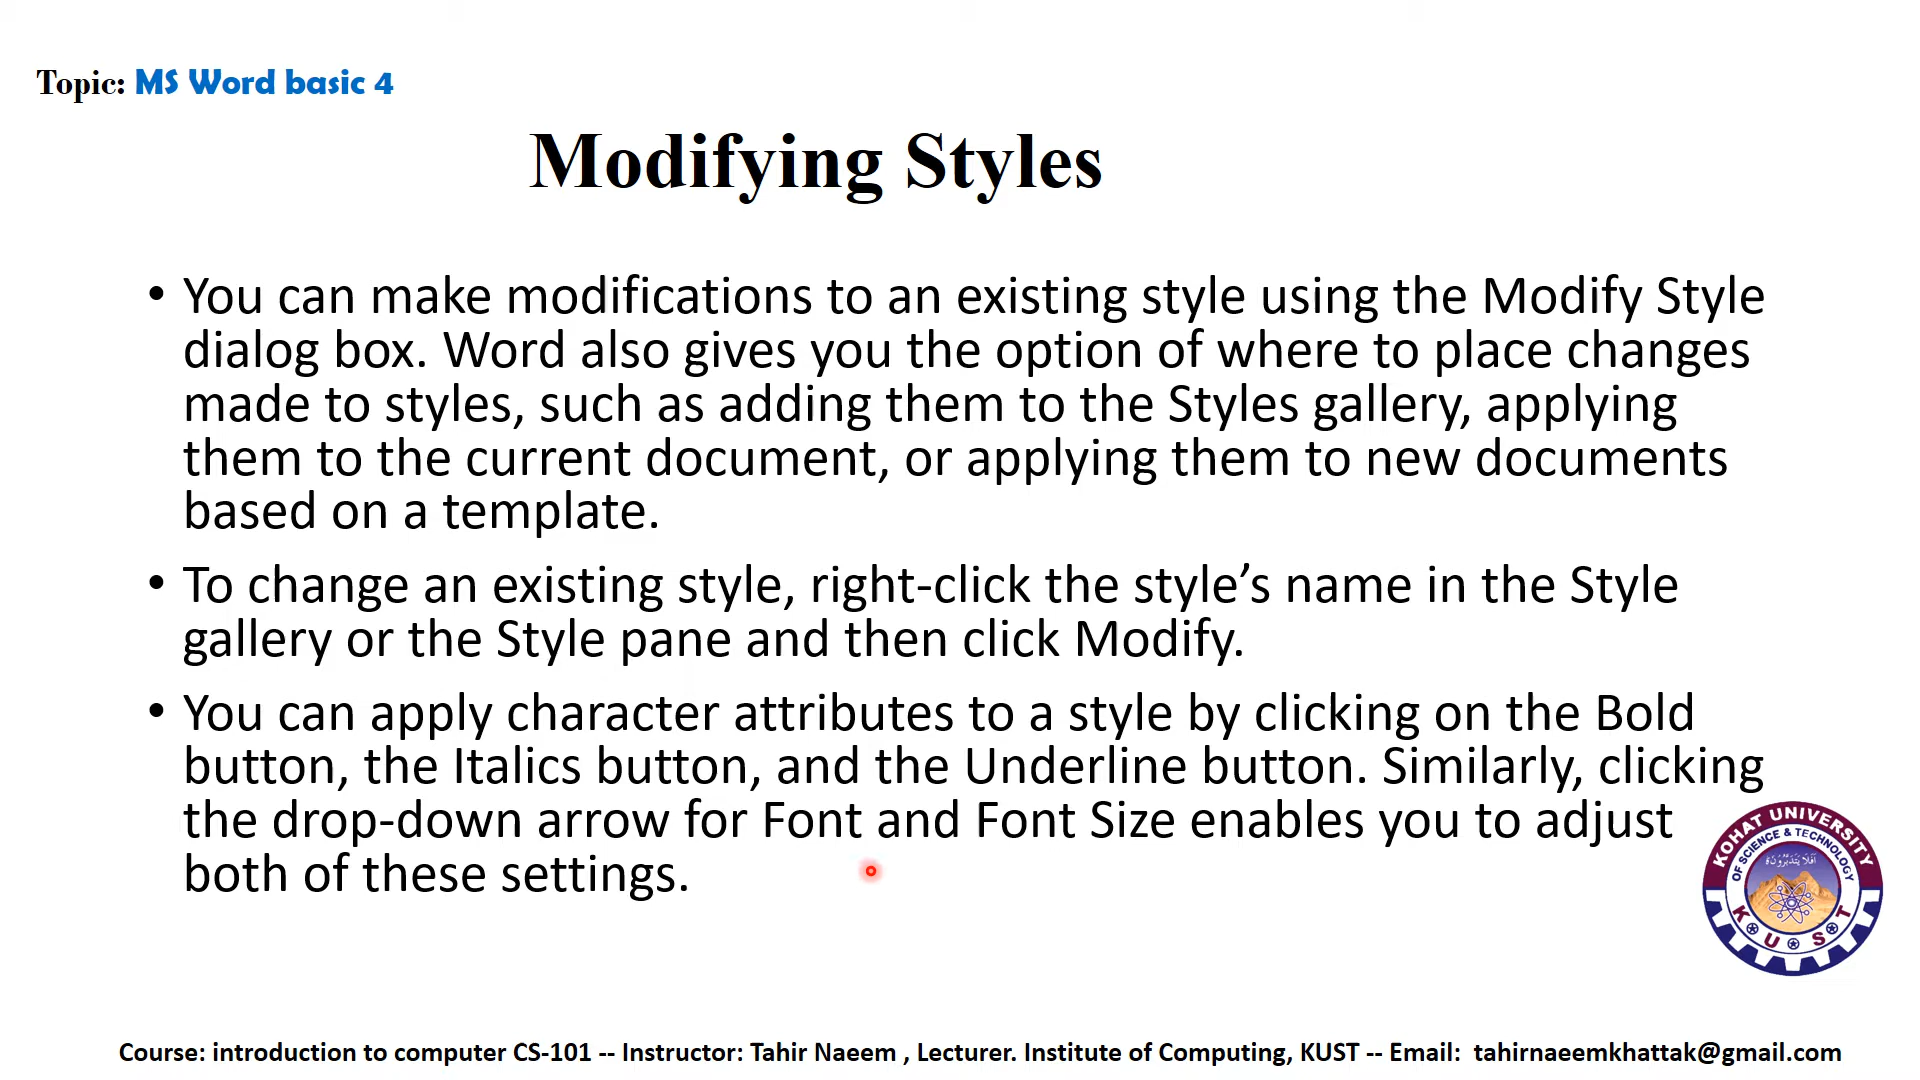 Topic: MS Word basic 4
Modifying Styles
• You can make modifications to an existing style using the Modify Style
dialog box. Word also gives you the option of where to place changes
made to styles, such as adding them to the Styles gallery, applying
them to the current document, or applying them to new documents
based on a template.
• To change an existing style, right-click the style’s name in the Style
gallery or the Style pane and then click Modify.
• You can apply character attributes to a style by clicking on the Bold
button, the Italics button, and the Underline button. Similarly, clicking
the drop-down arrow for Font and Font Size enables you to adjust
both of these settings.
KOHAT UNIVERSITY
OF SCIENCE & TECHNOLOGY
K U S T
Course: introduction to computer CS-101 -- Instructor: Tahir Naeem , Lecturer. Institute of Computing, KUST -- Email: tahirnaeemkhattak@gmail.com